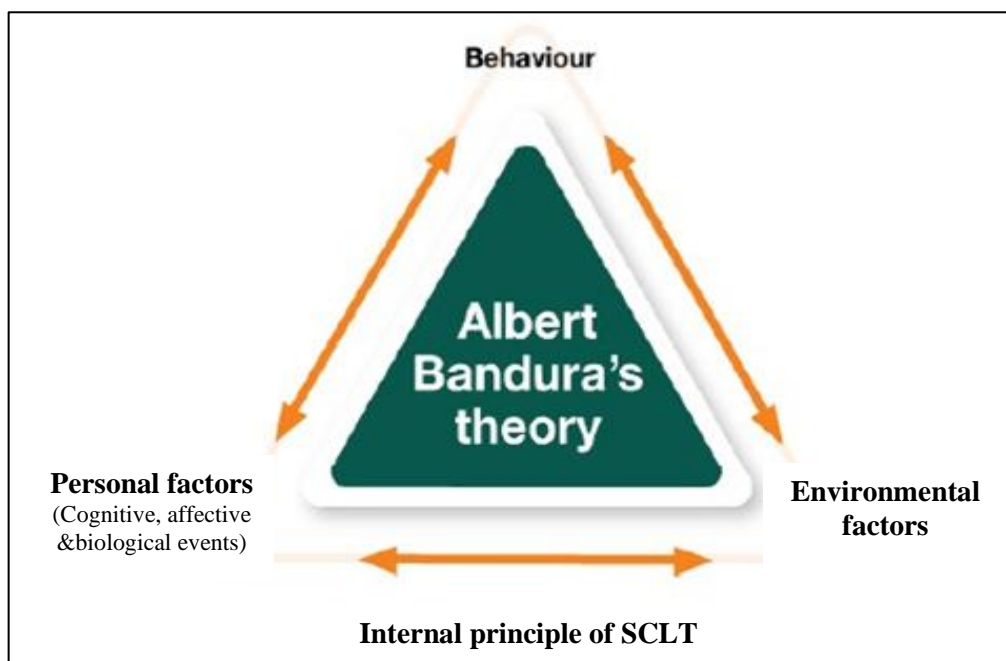 Behaviour
Albert
Bandura's
theory
Personal factors
(Cognitive, affective
&biological events)
Environmental
factors
Internal principle of SCLT